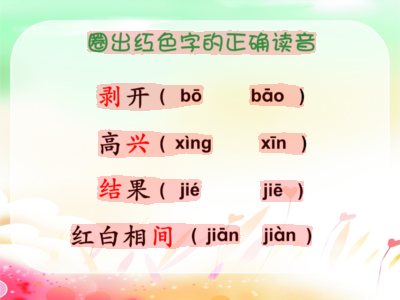 圈出红色字的正确读音
剥开（ bō bāo ）
高兴（ xìng xīn ）
结果（ jié jiē ）
红白相间（ jiān jiàn ）